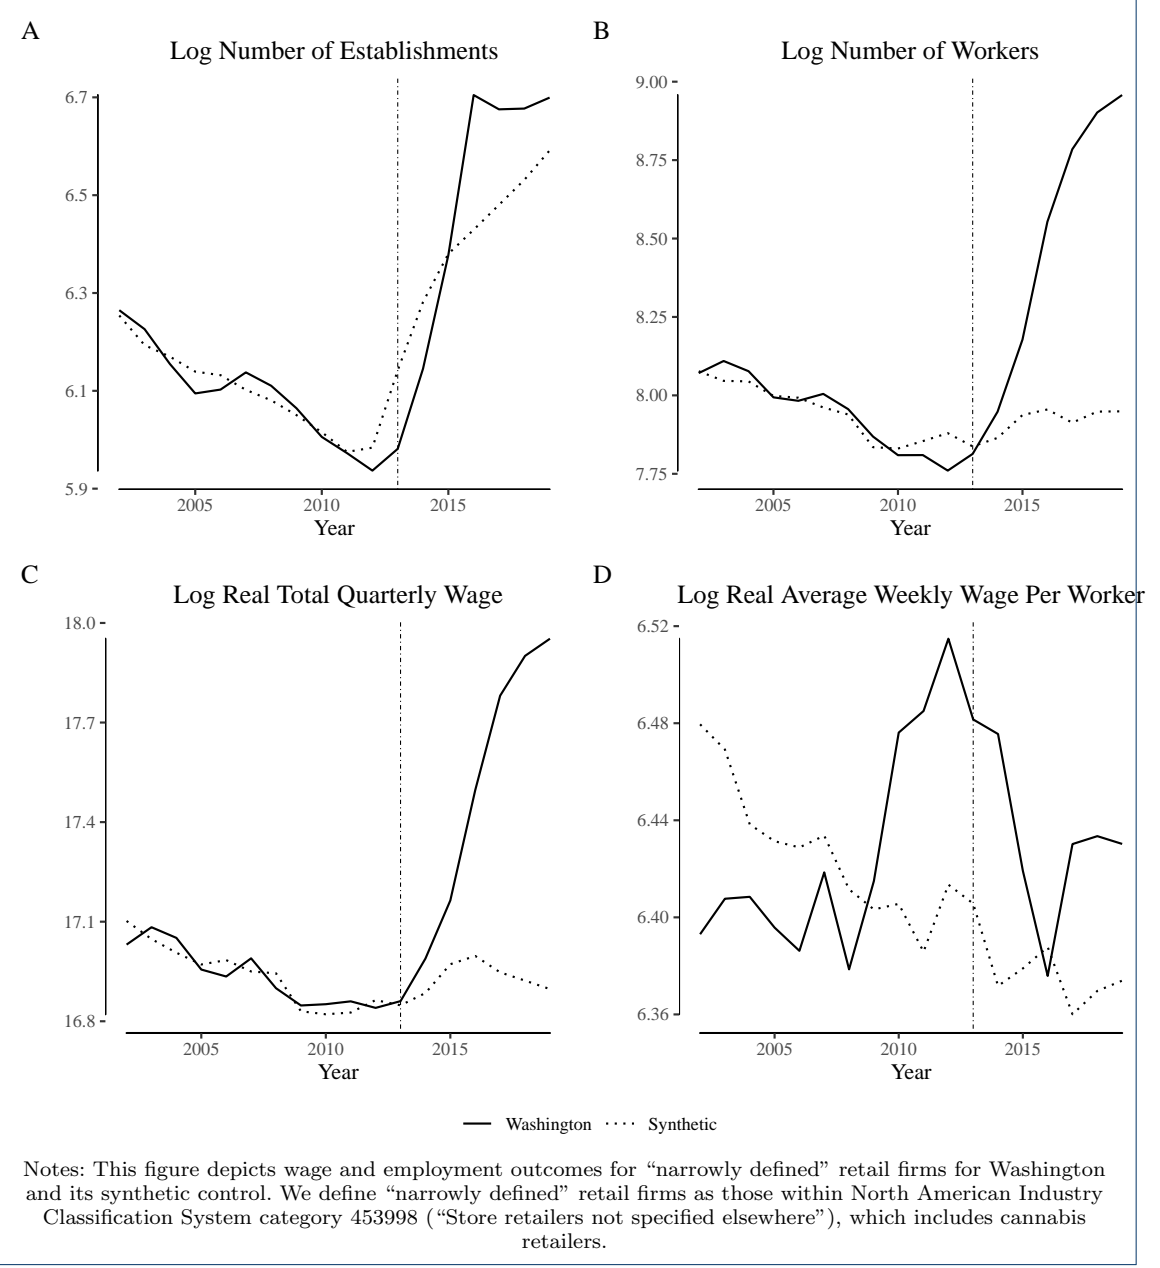 A
Log Number of Establishments
6.7
6.5
6.3
6.1
5.9
2005 2010 2015
Year
B
Log Number of Workers
9.00
8.75
8.50
8.25
8.00
7.75
2005 2010 2015
Year
C
Log Real Total Quarterly Wage
18.0
17.7
17.4
17.1
16.8
2005 2010 2015
Year
D
Log Real Average Weekly Wage Per Worker
6.52
6.48
6.44
6.40
6.36
2005 2010 2015
Year
Washington Synthetic
Notes: This figure depicts wage and employment outcomes for “narrowly defined” retail firms for Washington
and its synthetic control. We define “narrowly defined” retail firms as those within North American Industry
Classification System category 453998 (“Store retailers not specified elsewhere”), which includes cannabis
retailers.